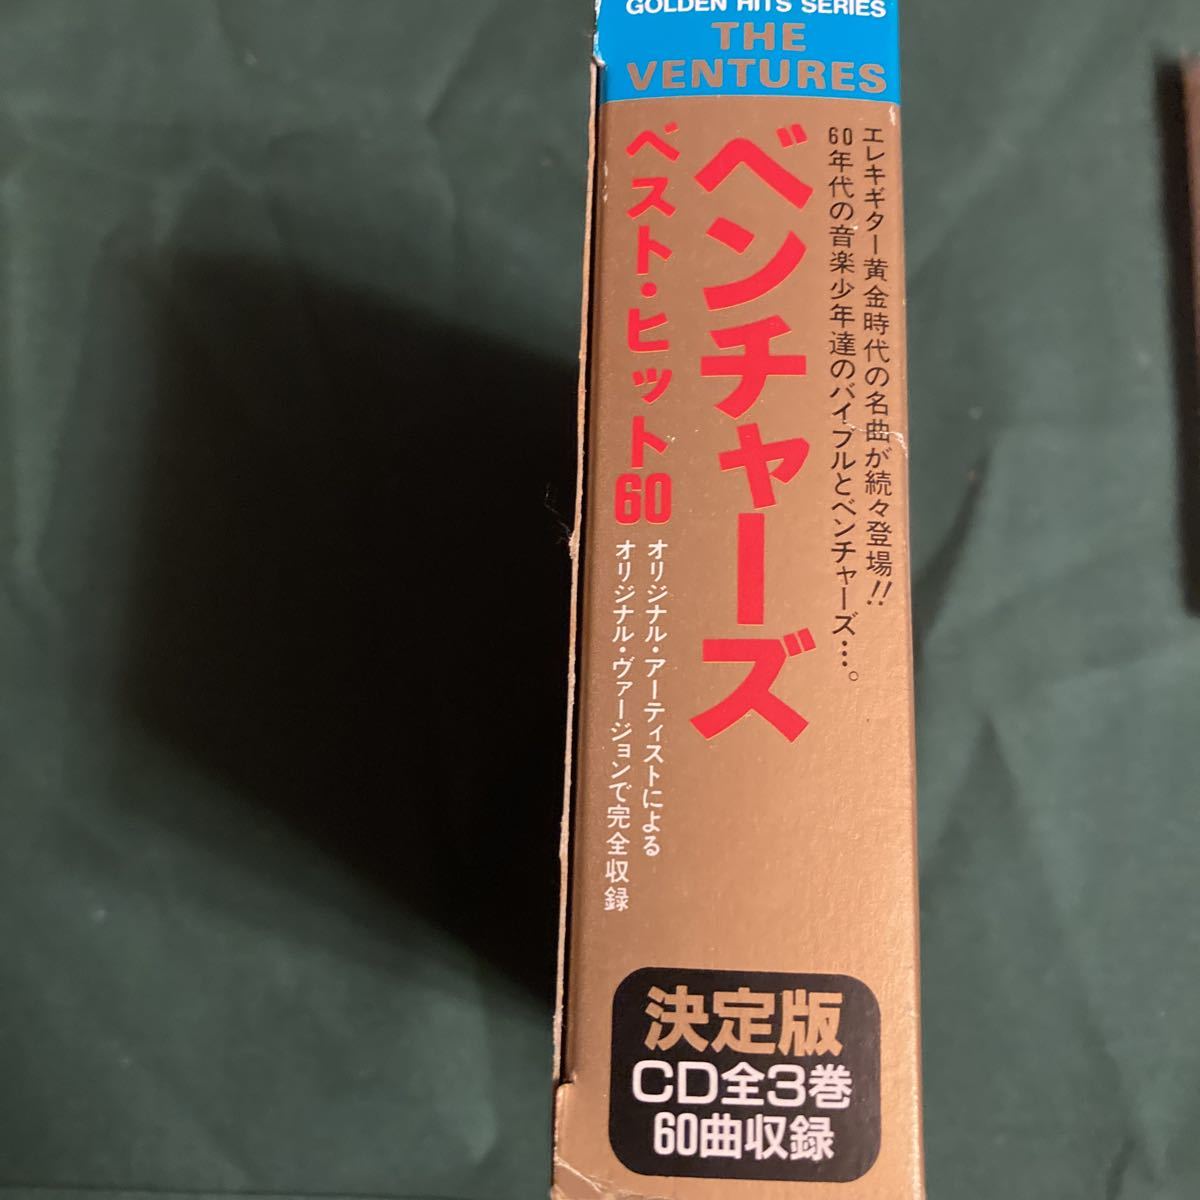 GOLDEN HITS SERIES
THE
VENTURES
エレキギター黄金時代の名曲が続々登場!!
60年代の音楽少年達のバイブルとベンチャーズ…。
ベンチャーズ
ベスト・ヒット60
オリジナル・アーティストによる
オリジナル・ヴァージョンで完全収録
決定版
CD全3巻
60曲収録